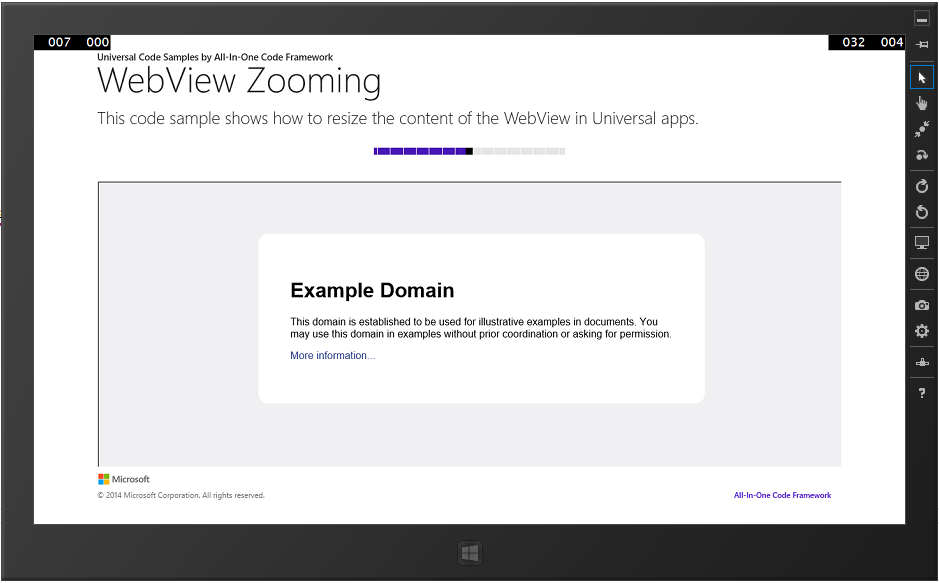 007 000 032 004
Universal Code Samples by All-In-One Code Framework
WebView Zooming
This code sample shows how to resize the content of the WebView in Universal apps.
Example Domain
This domain is established to be used for illustrative examples in documents. You
may use this domain in examples without prior coordination or asking for permission.
More information...
Microsoft
© 2014 Microsoft Corporation. All rights reserved.
All-In-One Code Framework
?